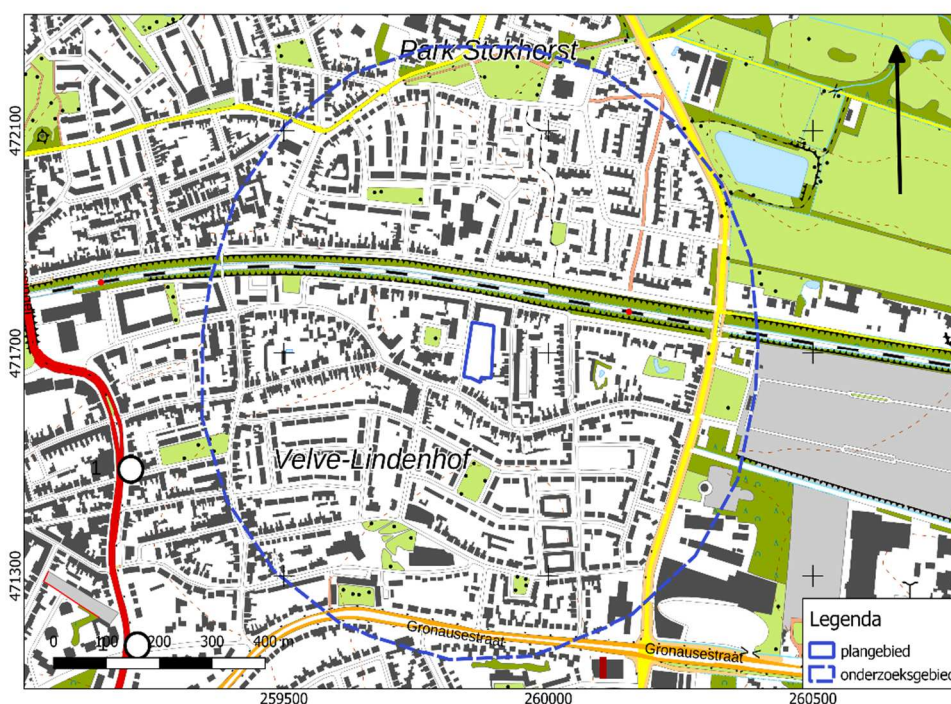 Park Stokhorst
472100
471700
Velve-Lindenhof
1
471300
Gronausestraat
Gronausestraat
0 100 200 300 400 m
Legenda
plangebied
onderzoeksgebied
259500
260000
260500